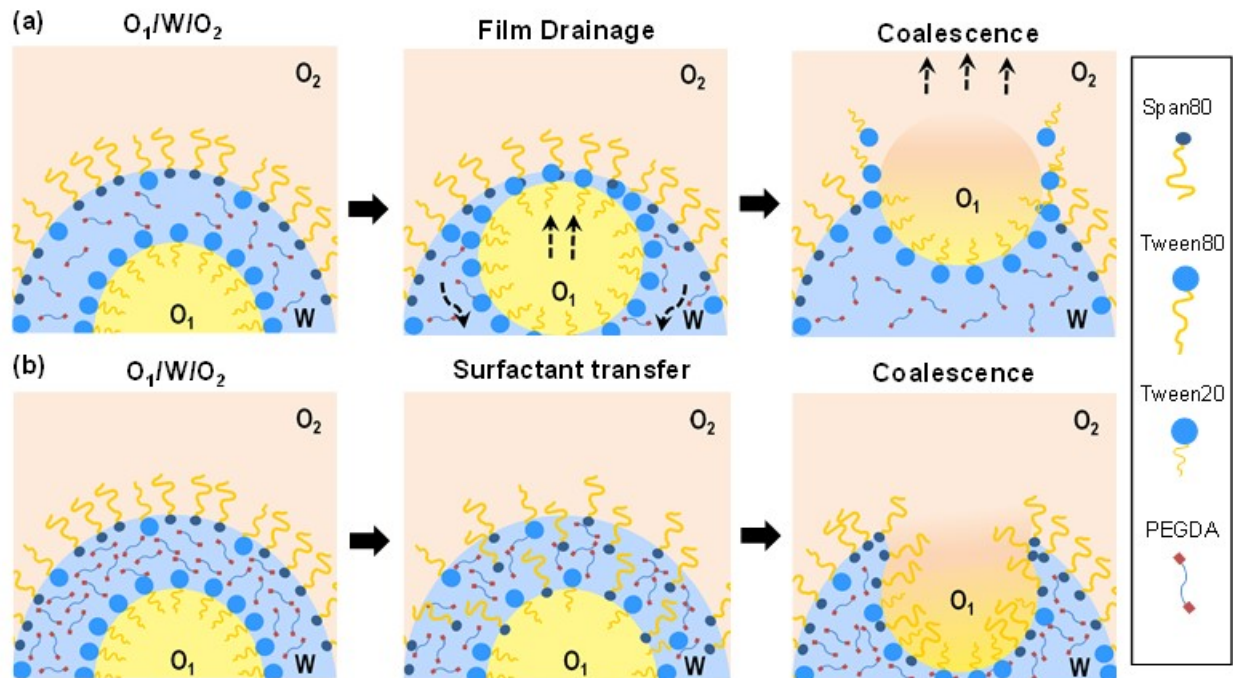 (a)
O₁/W/O₂
Film Drainage
Coalescence
O₂
O₂
O₂
O₁
O₁
O₁
W
W
W
(b)
O₁/W/O₂
Surfactant transfer
Coalescence
O₂
O₂
O₂
O₁
O₁
O₁
W
W
W
Span80
Tween80
Tween20
PEGDA